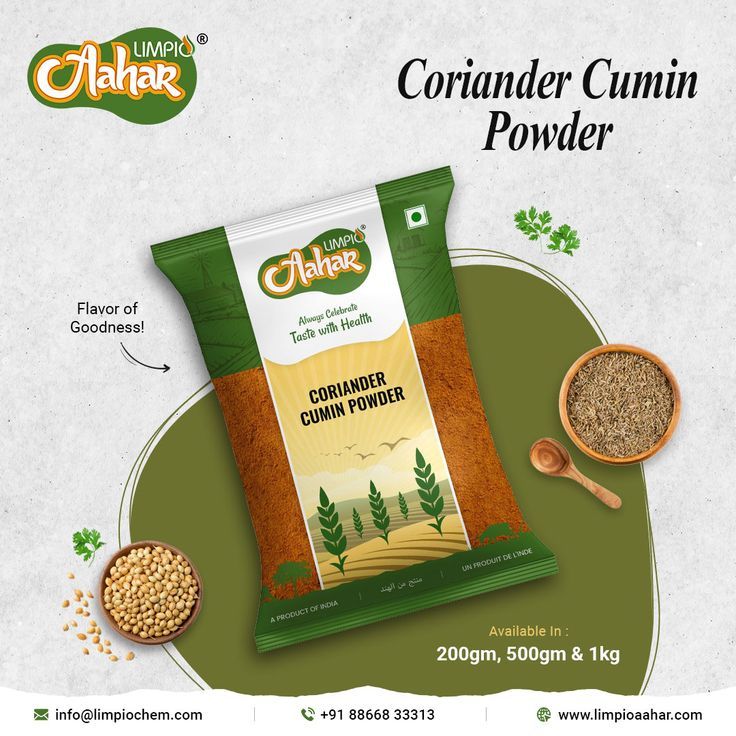 LIMPIO
Aahar®
Coriander Cumin
Powder
LIMPIO®
Aahar
Always Celebrate
Taste with Health
Flavor of
Goodness!
CORIANDER
CUMIN POWDER
A PRODUCT OF INDIA | منتج من الهند | UN PRODUIT DE L'INDE
Available In :
200gm, 500gm & 1kg
info@limpiochem.com | +91 88668 33313 | www.limpioaahar.com